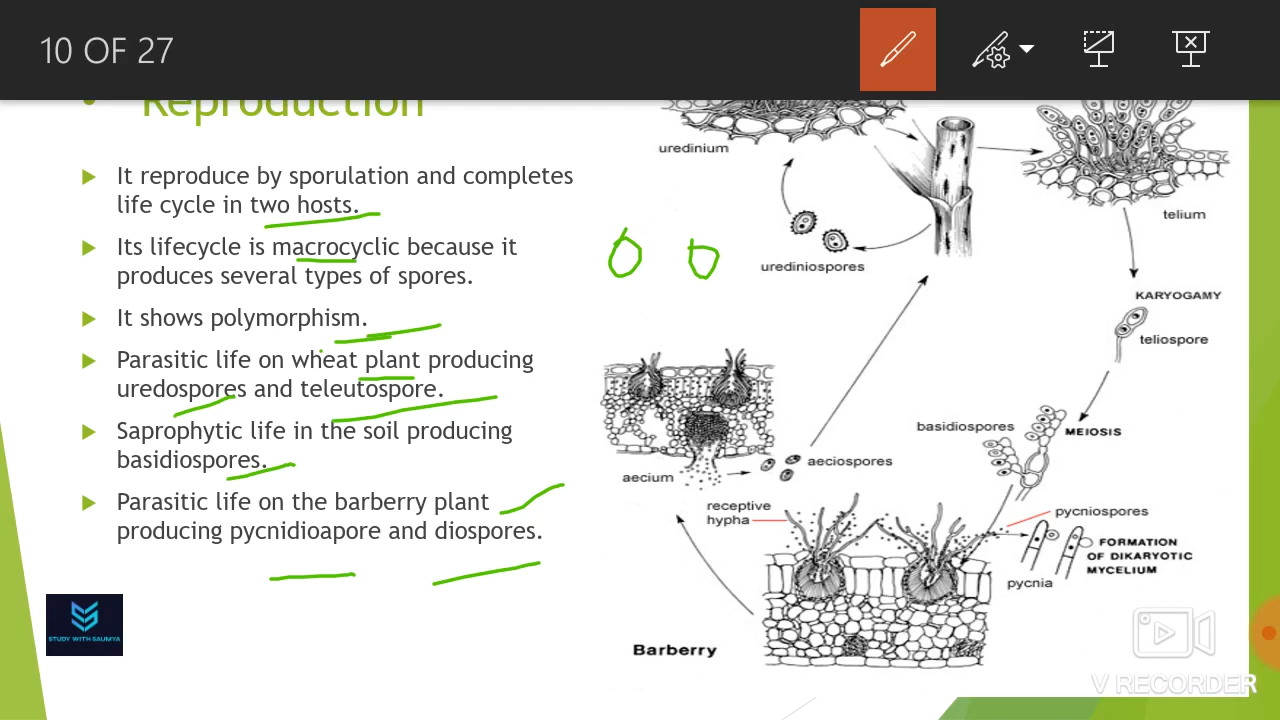 10 OF 27
Reproduction
It reproduce by sporulation and completes
life cycle in two hosts.
Its lifecycle is macrocyclic because it
produces several types of spores.
It shows polymorphism.
Parasitic life on wheat plant producing
uredospores and teleutospore.
Saprophytic life in the soil producing
basidiospores.
Parasitic life on the barberry plant
producing pycnidioapore and diospores.
STUDY WITH SAUMYA
uredinium
telium
urediniospores
KARYOGAMY
teliospore
basidiospores
MEIOSIS
aecium
aeciospores
receptive
hypha
pycniospores
FORMATION
OF DIKARYOTIC
MYCELIUM
pycnia
Barberry
V RECORDER